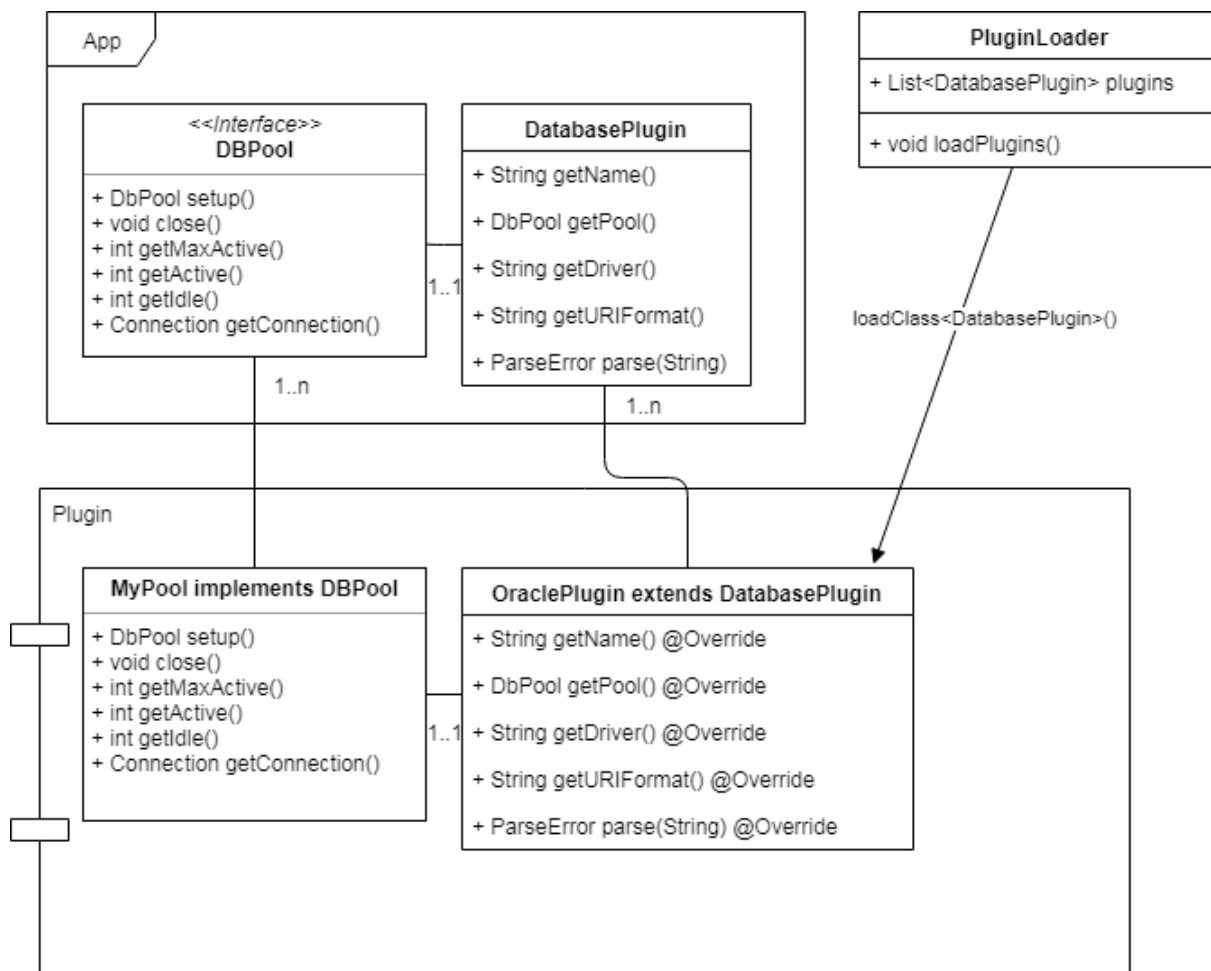 App
<<Interface>>
DBPool
+ DbPool setup()
+ void close()
+ int getMaxActive()
+ int getActive()
+ int getIdle()
+ Connection getConnection()
1..1
DatabasePlugin
+ String getName()
+ DbPool getPool()
+ String getDriver()
+ String getURIFormat()
+ ParseError parse(String)
1..n
1..n
PluginLoader
+ List<DatabasePlugin> plugins
+ void loadPlugins()
loadClass<DatabasePlugin>()
Plugin
MyPool implements DBPool
+ DbPool setup()
+ void close()
+ int getMaxActive()
+ int getActive()
+ int getIdle()
+ Connection getConnection()
1..1
OraclePlugin extends DatabasePlugin
+ String getName() @Override
+ DbPool getPool() @Override
+ String getDriver() @Override
+ String getURIFormat() @Override
+ ParseError parse(String) @Override